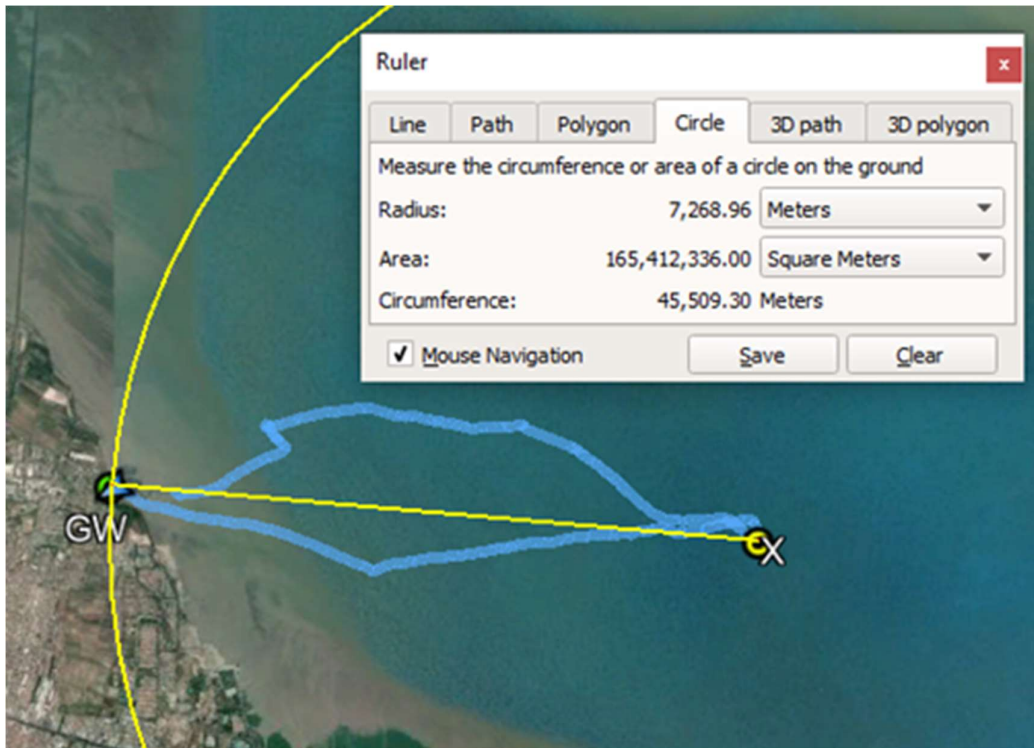 Ruler
x
Line Path Polygon Circle 3D path 3D polygon
Measure the circumference or area of a circle on the ground
Radius: 7,268.96 Meters
Area: 165,412,336.00 Square Meters
Circumference: 45,509.30 Meters
Mouse Navigation Save Clear
GW
X